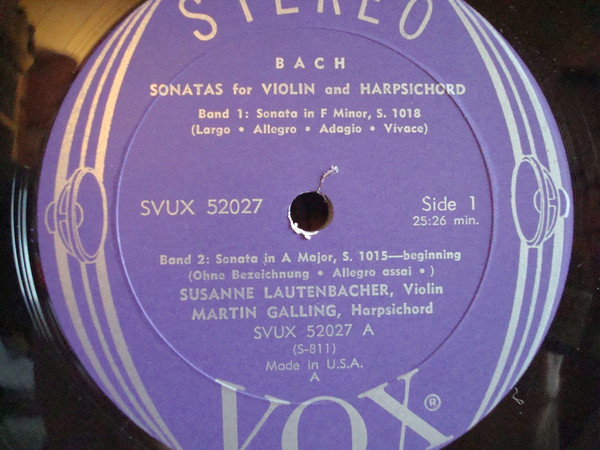 STEREO
BACH
SONATAS for VIOLIN and HARPSICHORD
Band 1: Sonata in F Minor, S. 1018
(Largo • Allegro • Adagio • Vivace)
SVUX 52027
Side 1
25:26 min.
Band 2: Sonata in A Major, S. 1015—beginning
(Ohne Bezeichnung • Allegro assai • )
SUSANNE LAUTENBACHER, Violin
MARTIN GALLING, Harpsichord
SVUX 52027 A
(S-811)
Made in U.S.A.
A
VOX ®